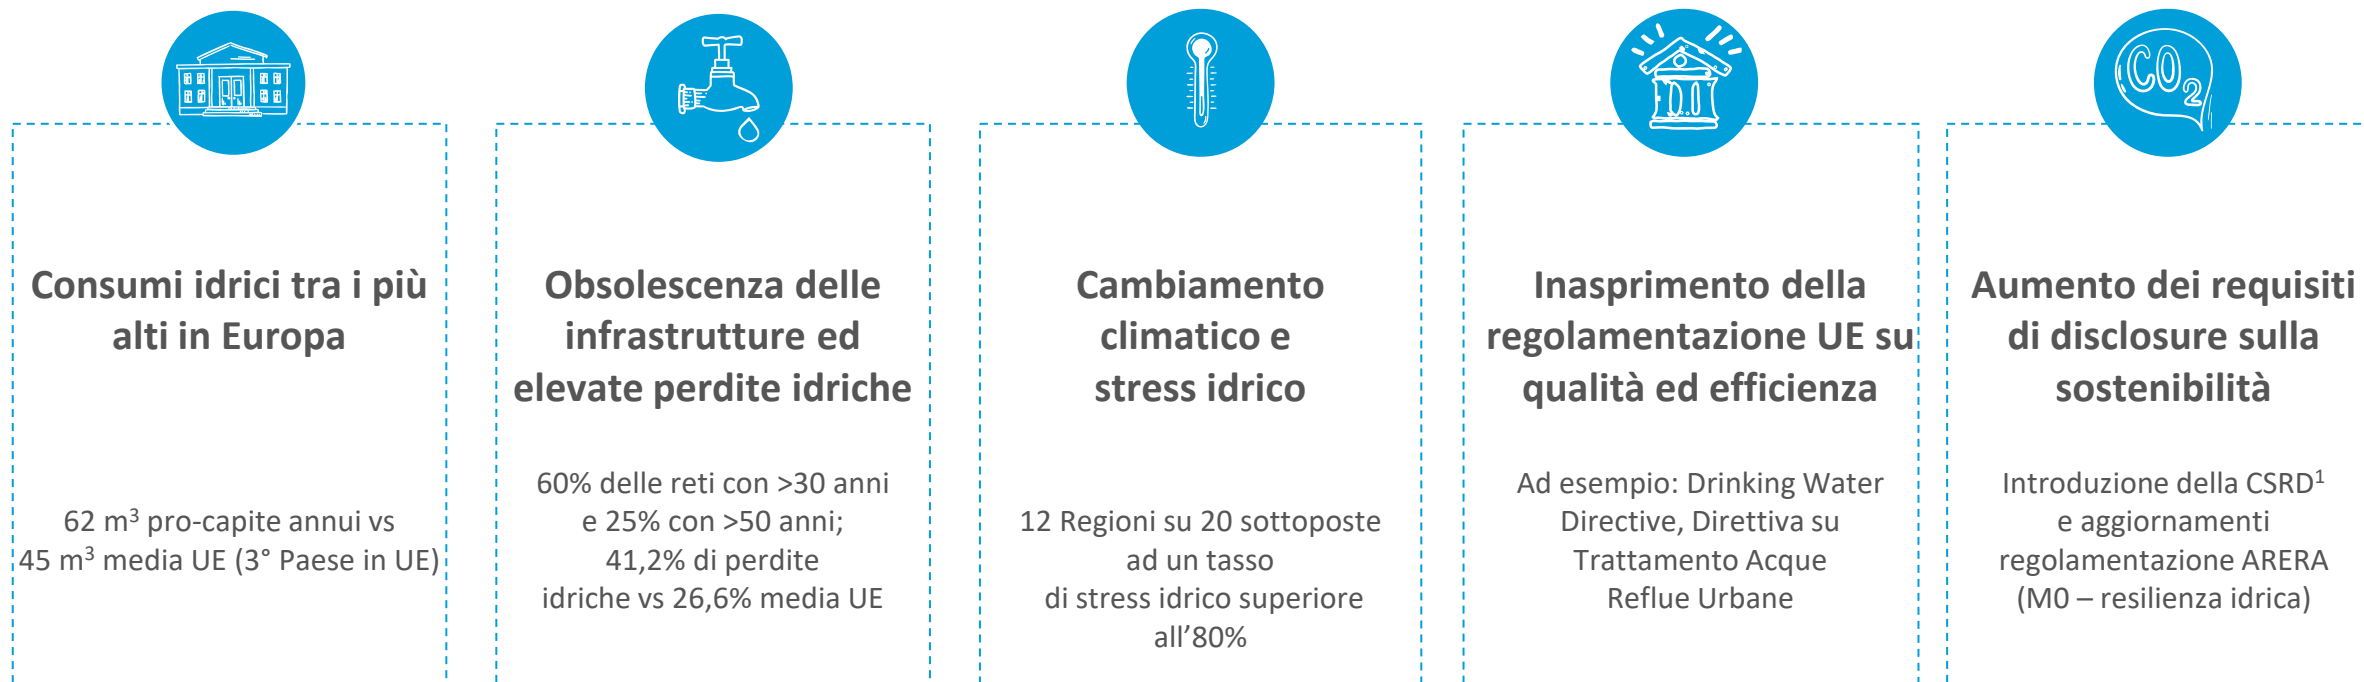 Consumi idrici tra i più
alti in Europa
62 m³ pro-capite annui vs
45 m³ media UE (3° Paese in UE)
Obsolescenza delle
infrastrutture ed
elevate perdite idriche
60% delle reti con >30 anni
e 25% con >50 anni;
41,2% di perdite
idriche vs 26,6% media UE
Cambiamento
climatico e
stress idrico
12 Regioni su 20 sottoposte
ad un tasso
di stress idrico superiore
all’80%
Inasprimento della
regolamentazione UE su
qualità ed efficienza
Ad esempio: Drinking Water
Directive, Direttiva su
Trattamento Acque
Reflue Urbane
CO₂
Aumento dei requisiti
di disclosure sulla
sostenibilità
Introduzione della CSRD¹
e aggiornamenti
regolamentazione ARERA
(M0 – resilienza idrica)